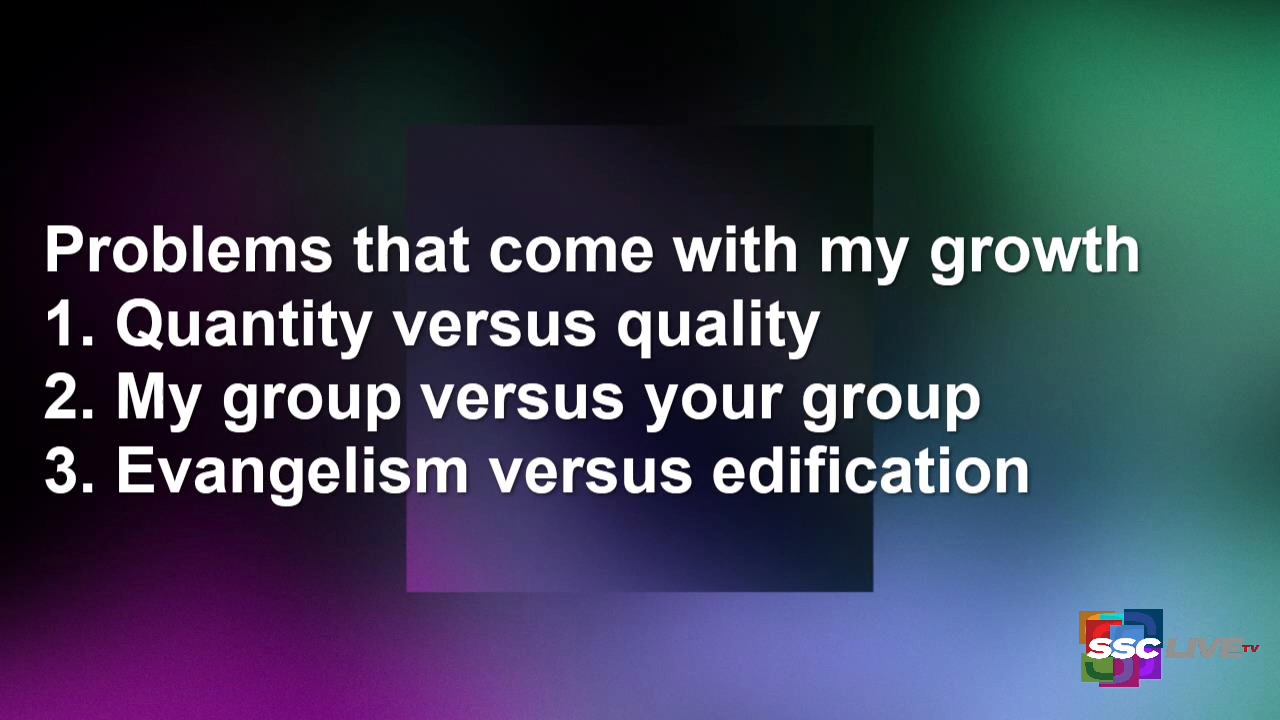 Problems that come with my growth
1. Quantity versus quality
2. My group versus your group
3. Evangelism versus edification
SSC LIVE TV